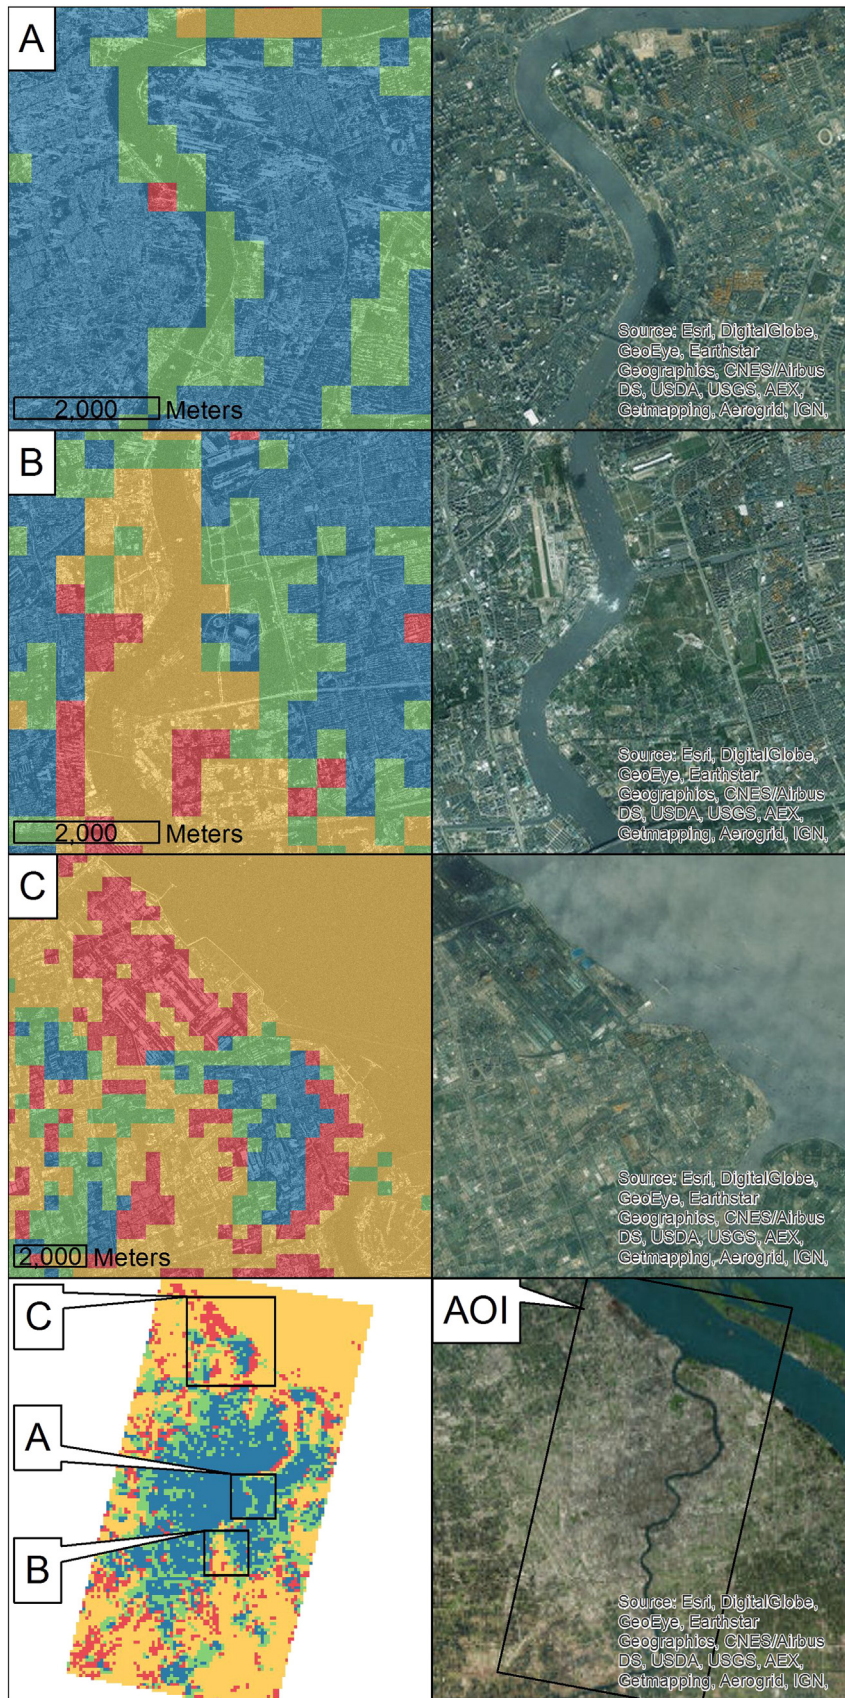 A
2,000 Meters
Source: Esri, DigitalGlobe,
GeoEye, Earthstar
Geographics, CNES/Airbus
DS, USDA, USGS, AEX,
Getmapping, Aerogrid, IGN,
B
2,000 Meters
Source: Esri, DigitalGlobe,
GeoEye, Earthstar
Geographics, CNES/Airbus
DS, USDA, USGS, AEX,
Getmapping, Aerogrid, IGN,
C
2,000 Meters
Source: Esri, DigitalGlobe,
GeoEye, Earthstar
Geographics, CNES/Airbus
DS, USDA, USGS, AEX,
Getmapping, Aerogrid, IGN,
C
A
B
AOI
Source: Esri, DigitalGlobe,
GeoEye, Earthstar
Geographics, CNES/Airbus
DS, USDA, USGS, AEX,
Getmapping, Aerogrid, IGN,